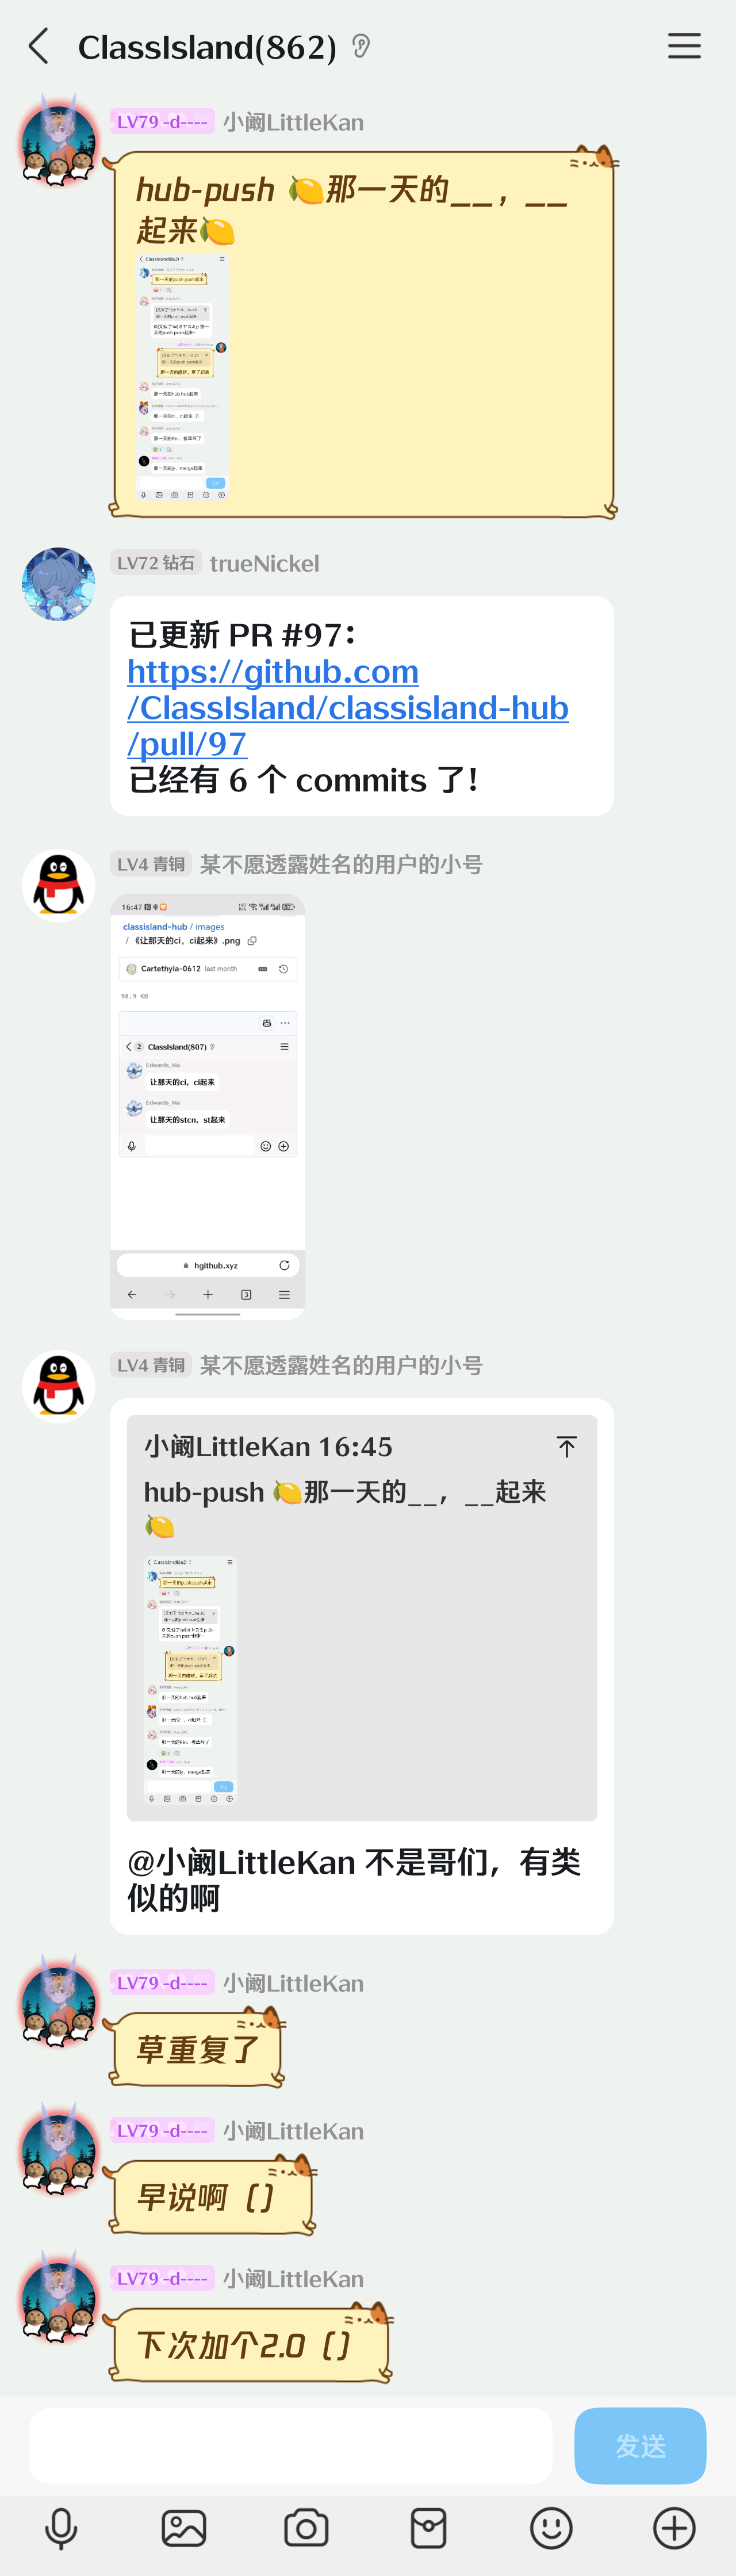 ClassIsland(862)
LV79 -d---- 小阚LittleKan
hub-push 🍋那一天的__，__
起来🍋
LV72 钻石 trueNickel
已更新 PR #97：
https://github.com
/ClassIsland/classisland-hub
/pull/97
已经有 6 个 commits 了！
LV4 青铜 某不愿透露姓名的用户的小号
16:47
classisland-hub / images
/ 《让那天的ci，ci起来》.png
Cartethyia-0612 last month
98.9 KB
2 ClassIsland(807)
Edwards_Ma
让那天的ci，ci起来
Edwards_Ma
让那天的stcn，st起来
hgithub.xyz
3
LV4 青铜 某不愿透露姓名的用户的小号
小阚LittleKan 16:45
hub-push 🍋那一天的__，__起来
🍋
@小阚LittleKan 不是哥们，有类
似的啊
LV79 -d---- 小阚LittleKan
草重复了
LV79 -d---- 小阚LittleKan
早说啊（）
LV79 -d---- 小阚LittleKan
下次加个2.0（）
发送